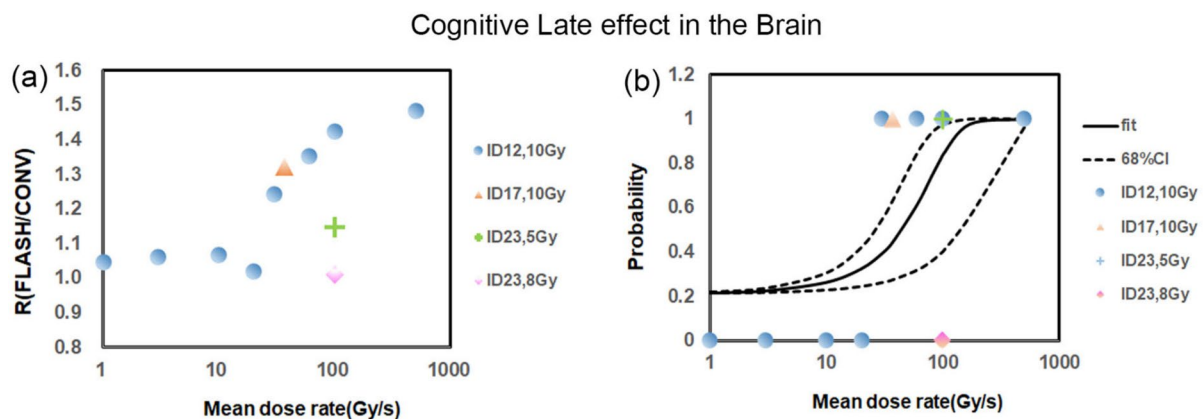 Cognitive Late effect in the Brain
(a)
R(FLASH/CONV)
1.6
1.5
1.4
1.3
1.2
1.1
1.0
0.9
0.8
1 10 100 1000
Mean dose rate(Gy/s)
ID12,10Gy
ID17,10Gy
ID23,5Gy
ID23,8Gy
(b)
Probability
1.2
1
0.8
0.6
0.4
0.2
0
1 10 100 1000
Mean dose rate(Gy/s)
fit
68%CI
ID12,10Gy
ID17,10Gy
ID23,5Gy
ID23,8Gy